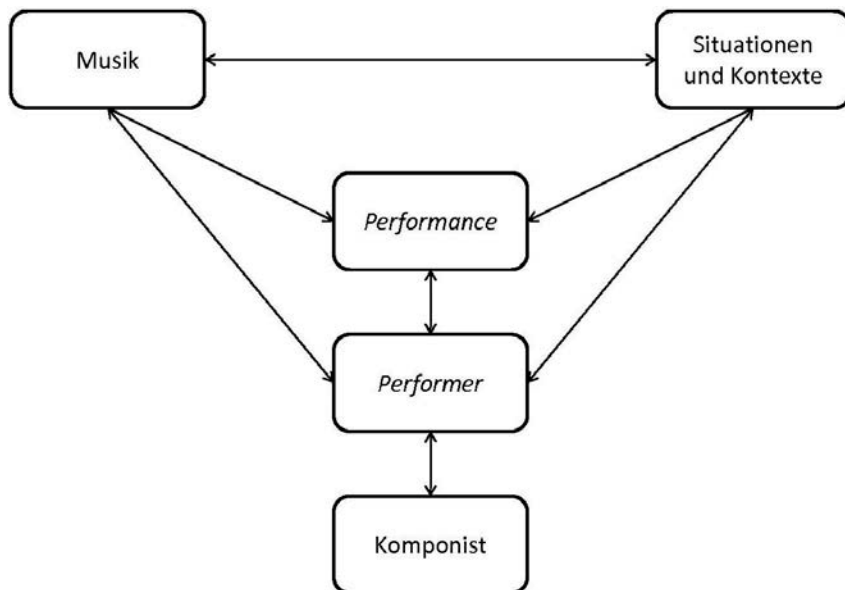 Musik
Situationen
und Kontexte
Performance
Performer
Komponist